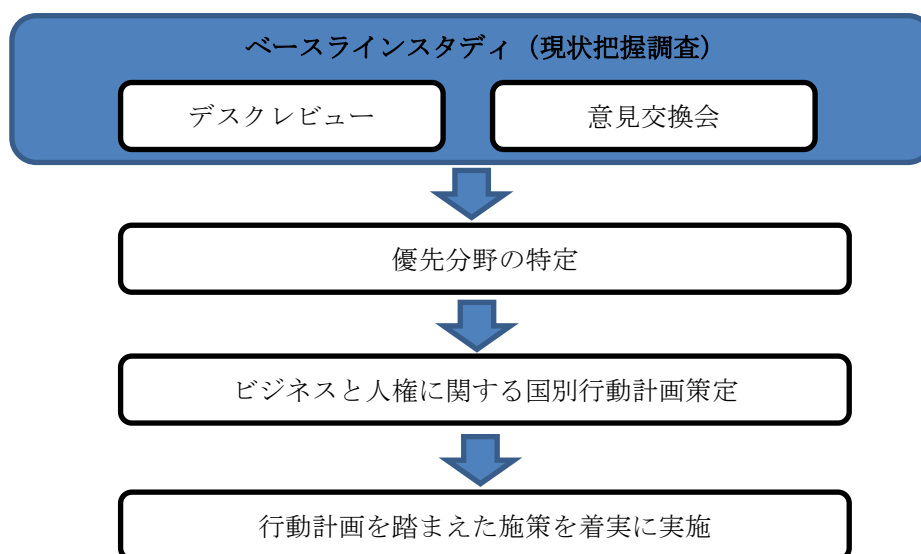 ベースラインスタディ（現状把握調査）
デスクレビュー
意見交換会
優先分野の特定
ビジネスと人権に関する国別行動計画策定
行動計画を踏まえた施策を着実に実施